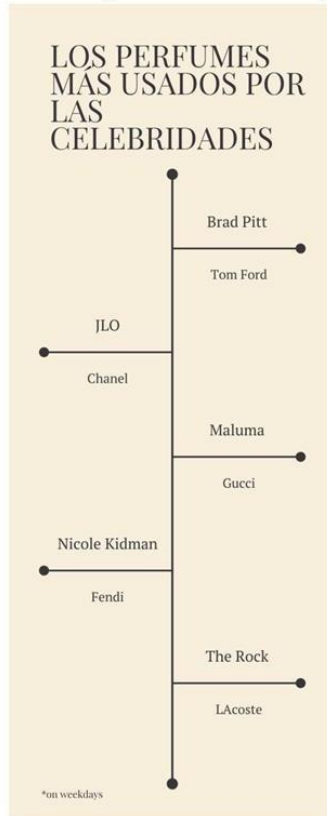 LOS PERFUMES
MÁS USADOS POR
LAS
CELEBRIDADES
Brad Pitt
Tom Ford
JLO
Chanel
Maluma
Gucci
Nicole Kidman
Fendi
The Rock
LAcoste
*on weekdays